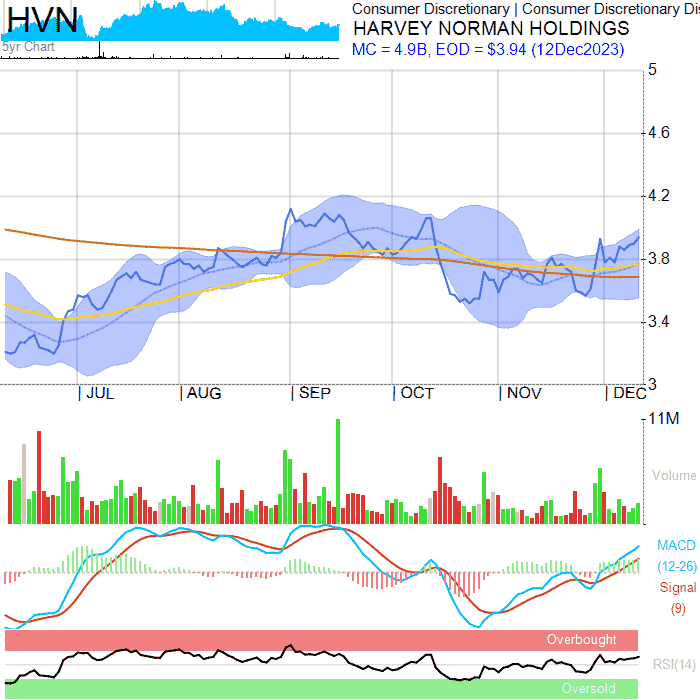 HVN
5yr Chart
Consumer Discretionary | Consumer Discretionary Dis
HARVEY NORMAN HOLDINGS
MC = 4.9B, EOD = $3.94 (12Dec2023)
5
4.6
4.2
3.8
3.4
3
| JUL | AUG | SEP | OCT | NOV | DEC
11M
Volume
MACD
(12-26)
Signal
(9)
Overbought
RSI(14)
Oversold